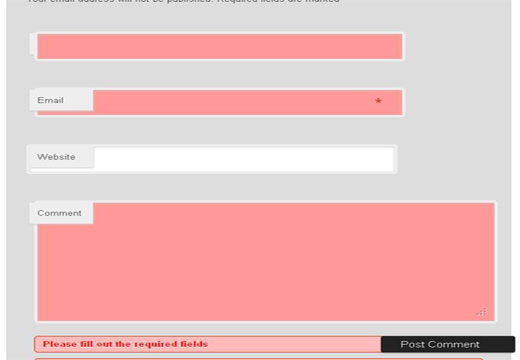 Your email address will not be published. Required fields are marked
Email *
Website
Comment
Please fill out the required fields
Post Comment